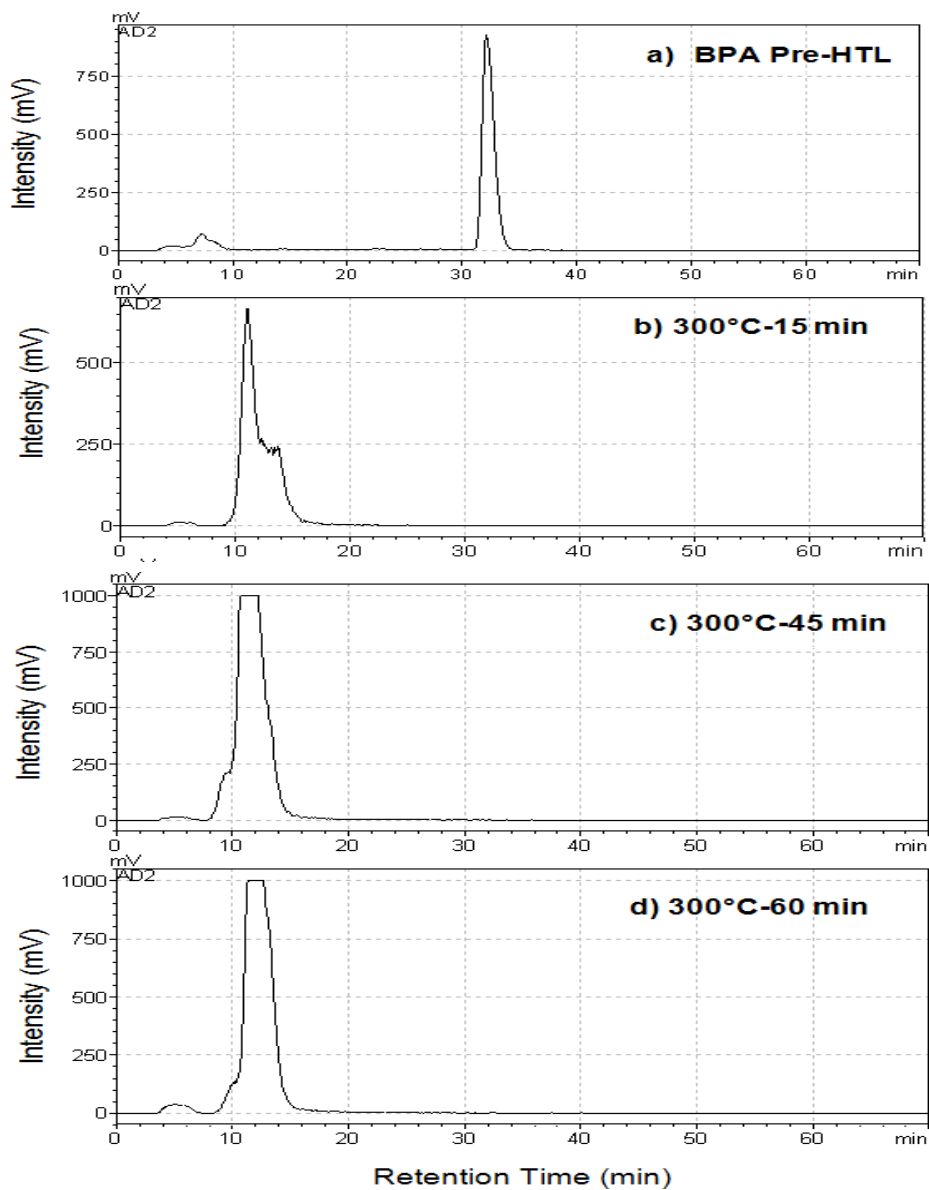 mV
AD2
a) BPA Pre-HTL
750
500
250
0
Intensity (mV)
0 10 20 30 40 50 60 min
mV
AD2
b) 300°C-15 min
500
250
0
Intensity (mV)
0 10 20 30 40 50 60 min
mV
AD2
1000
c) 300°C-45 min
750
500
250
0
Intensity (mV)
0 10 20 30 40 50 60 min
mV
AD2
1000
d) 300°C-60 min
750
500
250
0
Intensity (mV)
0 10 20 30 40 50 60 min
Retention Time (min)